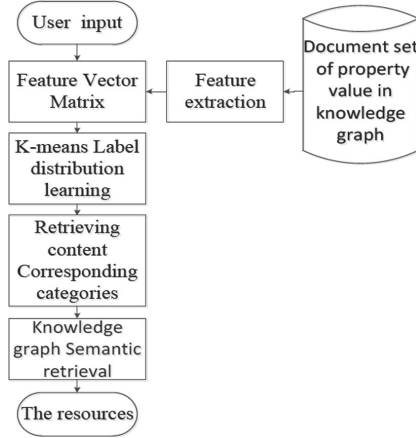 User input
Document set
of property
value in
knowledge
graph
Feature Vector
Matrix
Feature
extraction
K-means Label
distribution
learning
Retrieving
content
Corresponding
categories
Knowledge
graph Semantic
retrieval
The resources